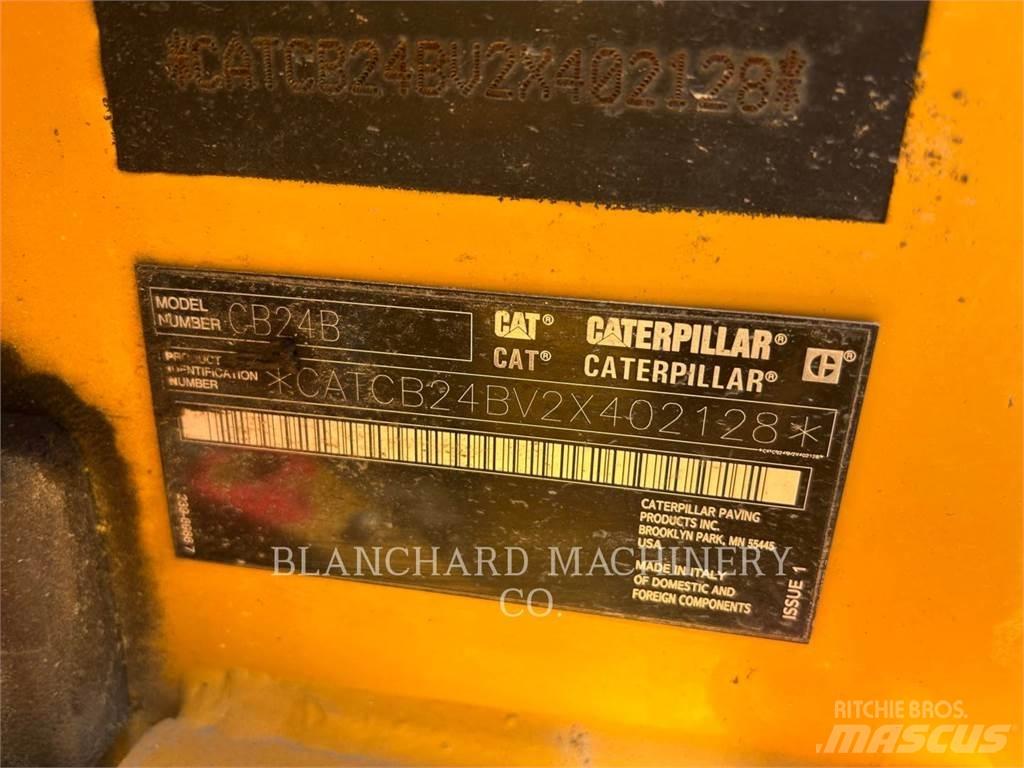 *CATCB24BV2X402128*
MODEL NUMBER CB24B
CAT® CATERPILLAR®
CAT® CATERPILLAR®
PRODUCT IDENTIFICATION NUMBER *CATCB24BV2X402128*
*CATCB24BV2X402128*
CATERPILLAR PAVING
PRODUCTS INC.
BROOKLYN PARK, MN 55445
USA
MADE IN ITALY
OF DOMESTIC AND
FOREIGN COMPONENTS
ISSUE 1
BLANCHARD MACHINERY
CO.
RITCHIE BROS.
MASCUS